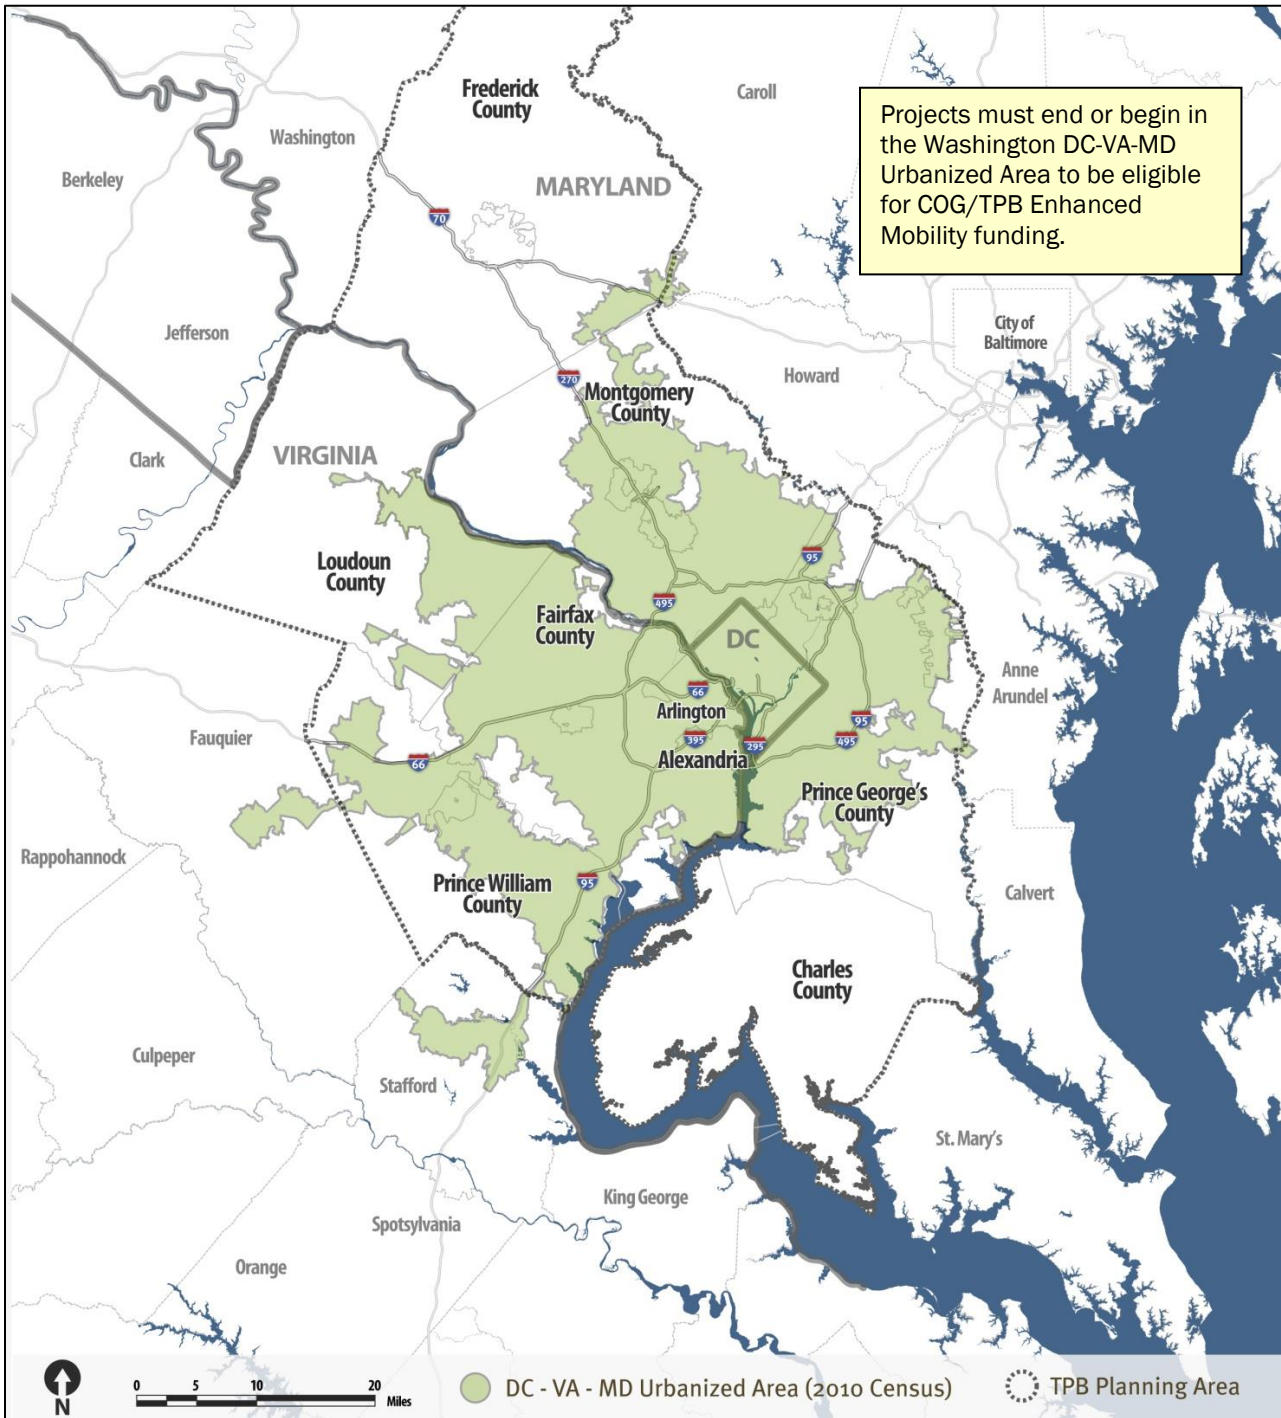 Frederick
County
Caroll
Projects must end or begin in
the Washington DC-VA-MD
Urbanized Area to be eligible
for COG/TPB Enhanced
Mobility funding.
Washington
Berkeley
MARYLAND
70
Jefferson
City of
Baltimore
Howard
270
Montgomery
County
Clark
VIRGINIA
Loudoun
County
95
495
Fairfax
County
DC
Anne
Arundel
66
Arlington
95
Fauquier
395
295
495
Alexandria
66
Prince George's
County
Rappohannock
Prince William
County
95
Calvert
Charles
County
Culpeper
Stafford
St. Mary's
King George
Spotsylvania
Orange
N
0 5 10 20
Miles
DC - VA - MD Urbanized Area (2010 Census)
TPB Planning Area